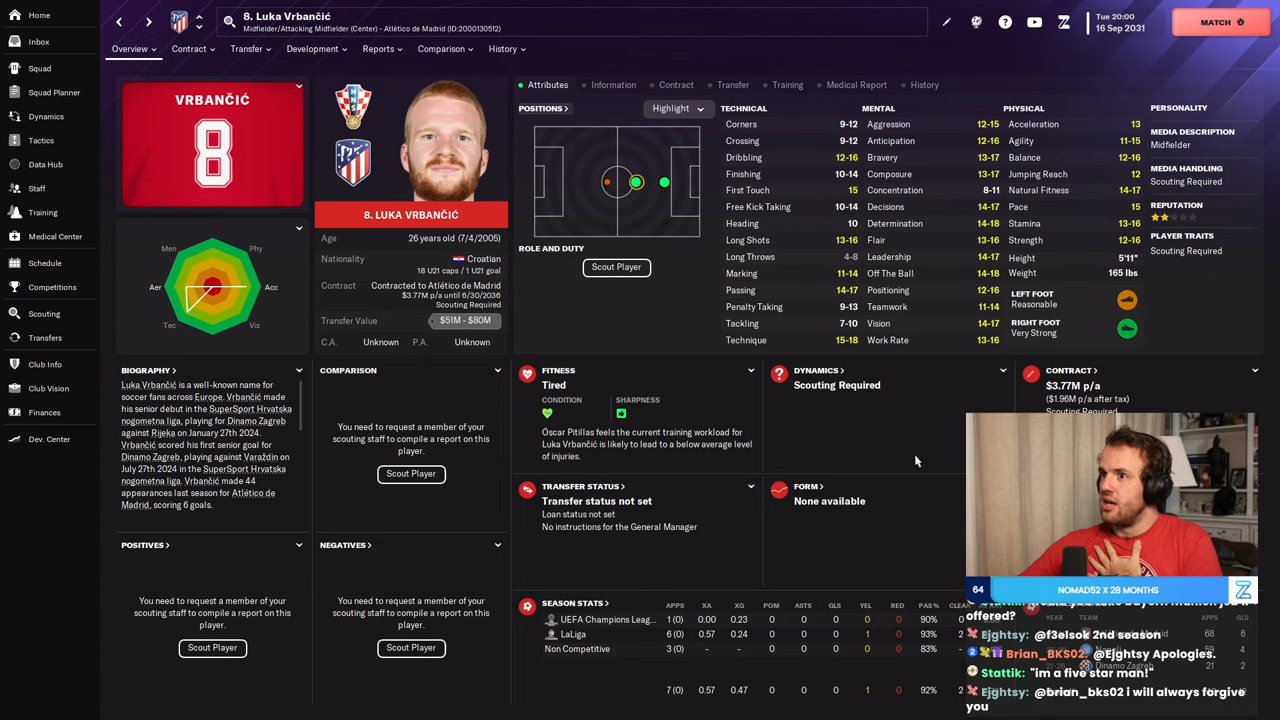 Home
Inbox
Squad
Squad Planner
Dynamics
Tactics
Data Hub
Staff
Training
Medical Center
Schedule
Competitions
Scouting
Transfers
Club Info
Club Vision
Finances
Dev. Center
8. Luka Vrbančić
Midfielder/Attacking Midfielder (Center) - Atlético de Madrid (ID:2000130512)
Tue 20:00
16 Sep 2031
MATCH
Overview
Contract
Transfer
Development
Reports
Comparison
History
VRBANČIĆ
8
Men
Phy
Aer
Acc
Tec
Vis
8. LUKA VRBANČIĆ
Age 26 years old (7/4/2005)
Nationality Croatian
18 U21 caps / 1 U21 goal
Contract Contracted to Atlético de Madrid
$3.77M p/a until 6/30/2036
Scouting Required
Transfer Value $51M - $80M
C.A. Unknown P.A. Unknown
Attributes
Information
Contract
Transfer
Training
Medical Report
History
POSITIONS
Highlight
ROLE AND DUTY
Scout Player
TECHNICAL
Corners 9-12
Crossing 9-12
Dribbling 12-16
Finishing 10-14
First Touch 15
Free Kick Taking 10-14
Heading 10
Long Shots 13-16
Long Throws 4-8
Marking 11-14
Passing 14-17
Penalty Taking 9-13
Tackling 7-10
Technique 15-18
MENTAL
Aggression 12-15
Anticipation 12-16
Bravery 13-17
Composure 13-17
Concentration 8-11
Decisions 14-17
Determination 14-18
Flair 13-16
Leadership 14-17
Off The Ball 14-18
Positioning 12-16
Teamwork 11-14
Vision 14-17
Work Rate 13-16
PHYSICAL
Acceleration 13
Agility 11-15
Balance 12-16
Jumping Reach 12
Natural Fitness 14-17
Pace 15
Stamina 13-16
Strength 12-16
Height 5'11"
Weight 165 lbs
LEFT FOOT
Reasonable
RIGHT FOOT
Very Strong
PERSONALITY
MEDIA DESCRIPTION
Midfielder
MEDIA HANDLING
Scouting Required
REPUTATION
PLAYER TRAITS
Scouting Required
BIOGRAPHY
Luka Vrbančić is a well-known name for
soccer fans across Europe. Vrbančić made
his senior debut in the SuperSport Hrvatska
nogometna liga, playing for Dinamo Zagreb
against Rijeka on January 27th 2024.
Vrbančić scored his first senior goal for
Dinamo Zagreb, playing against Varaždin on
July 27th 2024 in the SuperSport Hrvatska
nogometna liga. Vrbančić made 44
appearances last season for Atlético de
Madrid, scoring 6 goals.
COMPARISON
You need to request a member of your
scouting staff to compile a report on this
player.
Scout Player
POSITIVES
You need to request a member of your
scouting staff to compile a report on this
player.
Scout Player
NEGATIVES
You need to request a member of your
scouting staff to compile a report on this
player.
Scout Player
FITNESS
Tired
CONDITION
SHARPNESS
Óscar Pitillas feels the current training workload for
Luka Vrbančić is likely to lead to a below average level
of injuries.
DYNAMICS
Scouting Required
CONTRACT
$3.77M p/a
($1.96M p/a after tax)
Scouting Required
TRANSFER STATUS
Transfer status not set
Loan status not set
No instructions for the General Manager
FORM
None available
SEASON STATS
APPS XA XG POM ASTS GLS YEL RED PAS% CLEAR
UEFA Champions Leag... 1 (0) 0.00 0.23 0 0 0 0 0 90% 0
LaLiga 6 (0) 0.57 0.24 0 0 0 1 0 93% 2
Non Competitive 3 (0) - - 0 0 0 0 0 83% -
7 (0) 0.57 0.47 0 0 0 1 0 92% 2
64
NOMAD52 X 28 MONTHS
offered?
Ejghtsy: @f3elsok 2nd season
Brian_BKS02: @Ejghtsy Apologies.
Stattik: "im a five star man!"
Ejghtsy: @brian_bks02 i will always forgive
you
YEAR TEAM APPS GLS
68 6
59 4
Dinamo Zagreb 21 2